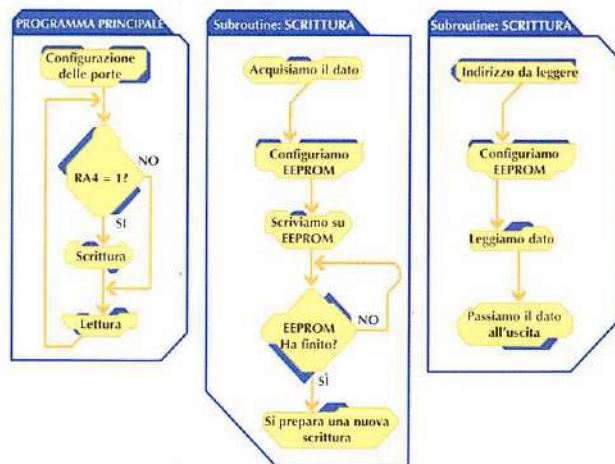 PROGRAMMA PRINCIPALE
Configurazione
delle porte
RA4 = 1?
NO
SI
Scrittura
Lettura
Subroutine: SCRITTURA
Acquisiamo il dato
Configuriamo
EEPROM
Scriviamo su
EEPROM
EEPROM
Ha finito?
NO
SÌ
Si prepara una nuova
scrittura
Subroutine: SCRITTURA
Indirizzo da leggere
Configuriamo
EEPROM
Leggiamo dato
Passiamo il dato
all'uscita